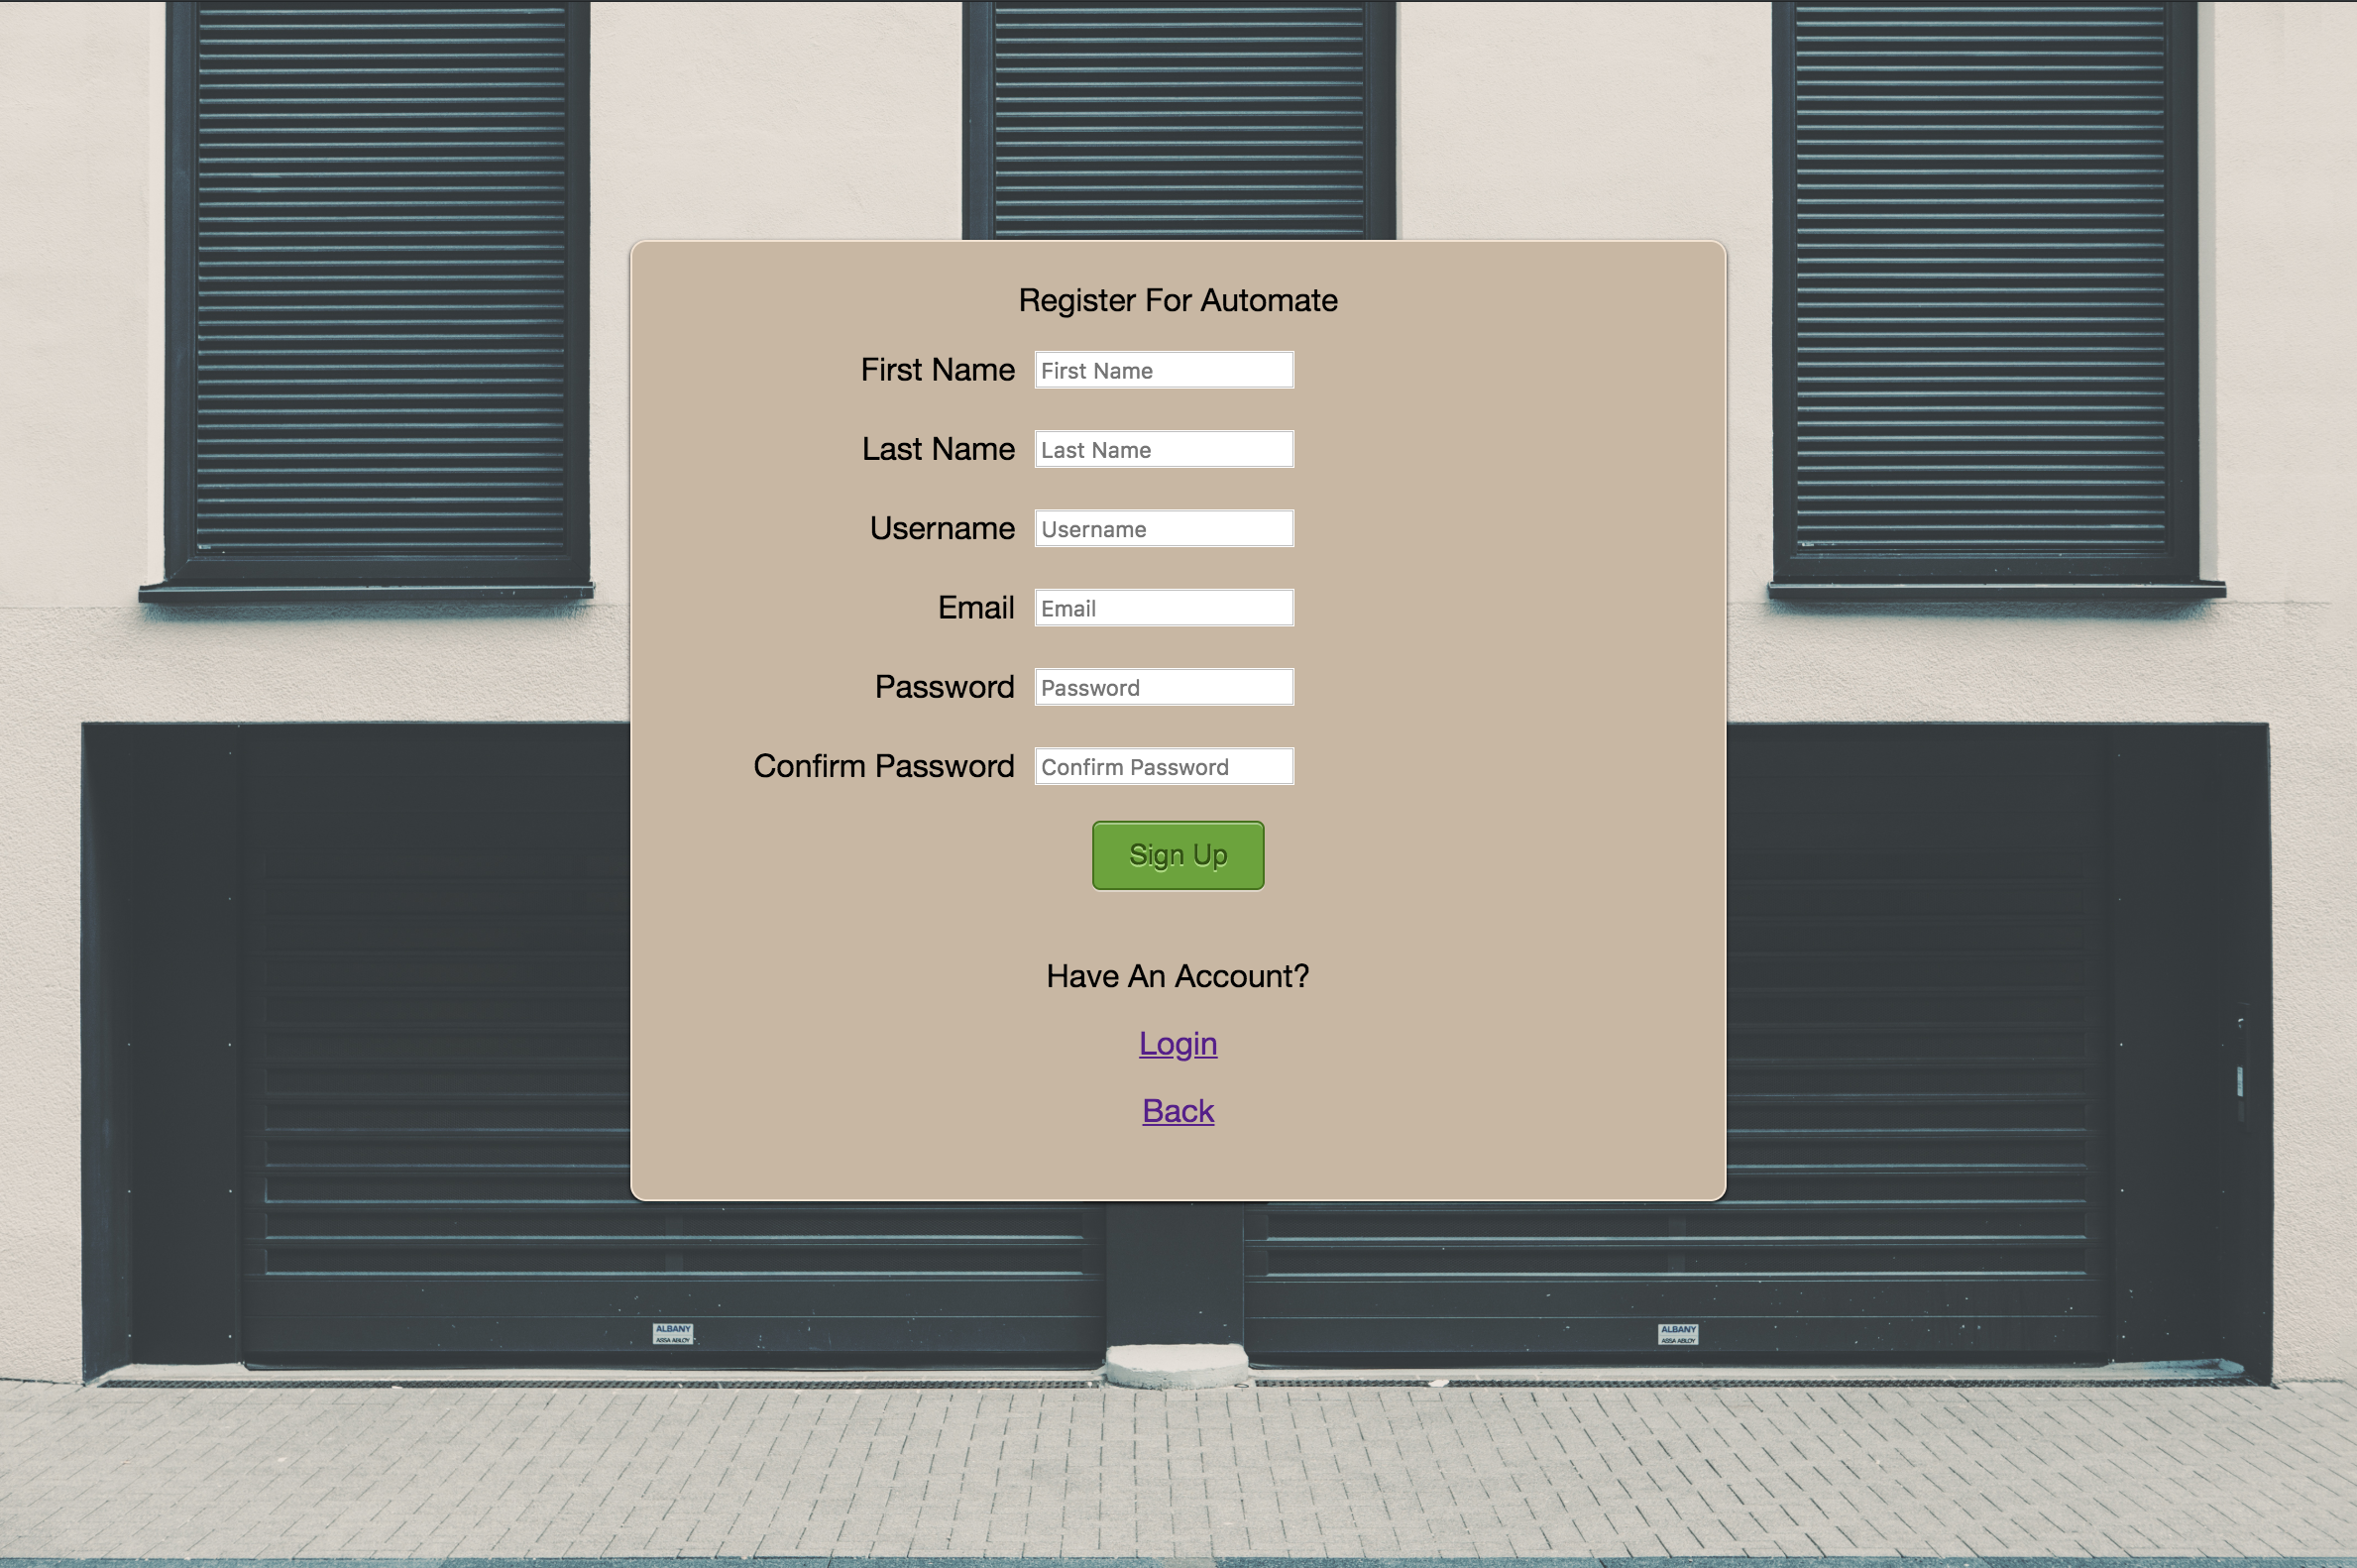 Register For Automate
First Name First Name
Last Name Last Name
Username Username
Email Email
Password Password
Confirm Password Confirm Password
Sign Up
Have An Account?
Login
Back
ALBANY ALBANY
ASSA ABLOY ASSA ABLOY